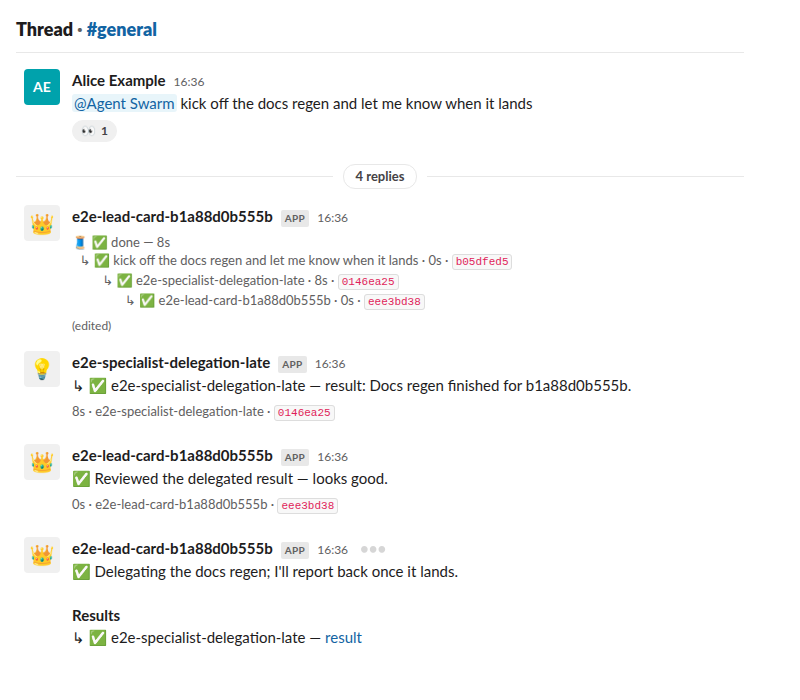 Thread • #general
AE
Alice Example 16:36
@Agent Swarm kick off the docs regen and let me know when it lands
👀 1
4 replies
e2e-lead-card-b1a88d0b555b APP 16:36
🧵 ✅ done — 8s
↳ ✅ kick off the docs regen and let me know when it lands · 0s · b05dfed5
↳ ✅ e2e-specialist-delegation-late · 8s · 0146ea25
↳ ✅ e2e-lead-card-b1a88d0b555b · 0s · eee3bd38
(edited)
e2e-specialist-delegation-late APP 16:36
↳ ✅ e2e-specialist-delegation-late — result: Docs regen finished for b1a88d0b555b.
8s · e2e-specialist-delegation-late · 0146ea25
e2e-lead-card-b1a88d0b555b APP 16:36
✅ Reviewed the delegated result — looks good.
0s · e2e-lead-card-b1a88d0b555b · eee3bd38
e2e-lead-card-b1a88d0b555b APP 16:36
✅ Delegating the docs regen; I'll report back once it lands.
Results
↳ ✅ e2e-specialist-delegation-late — result